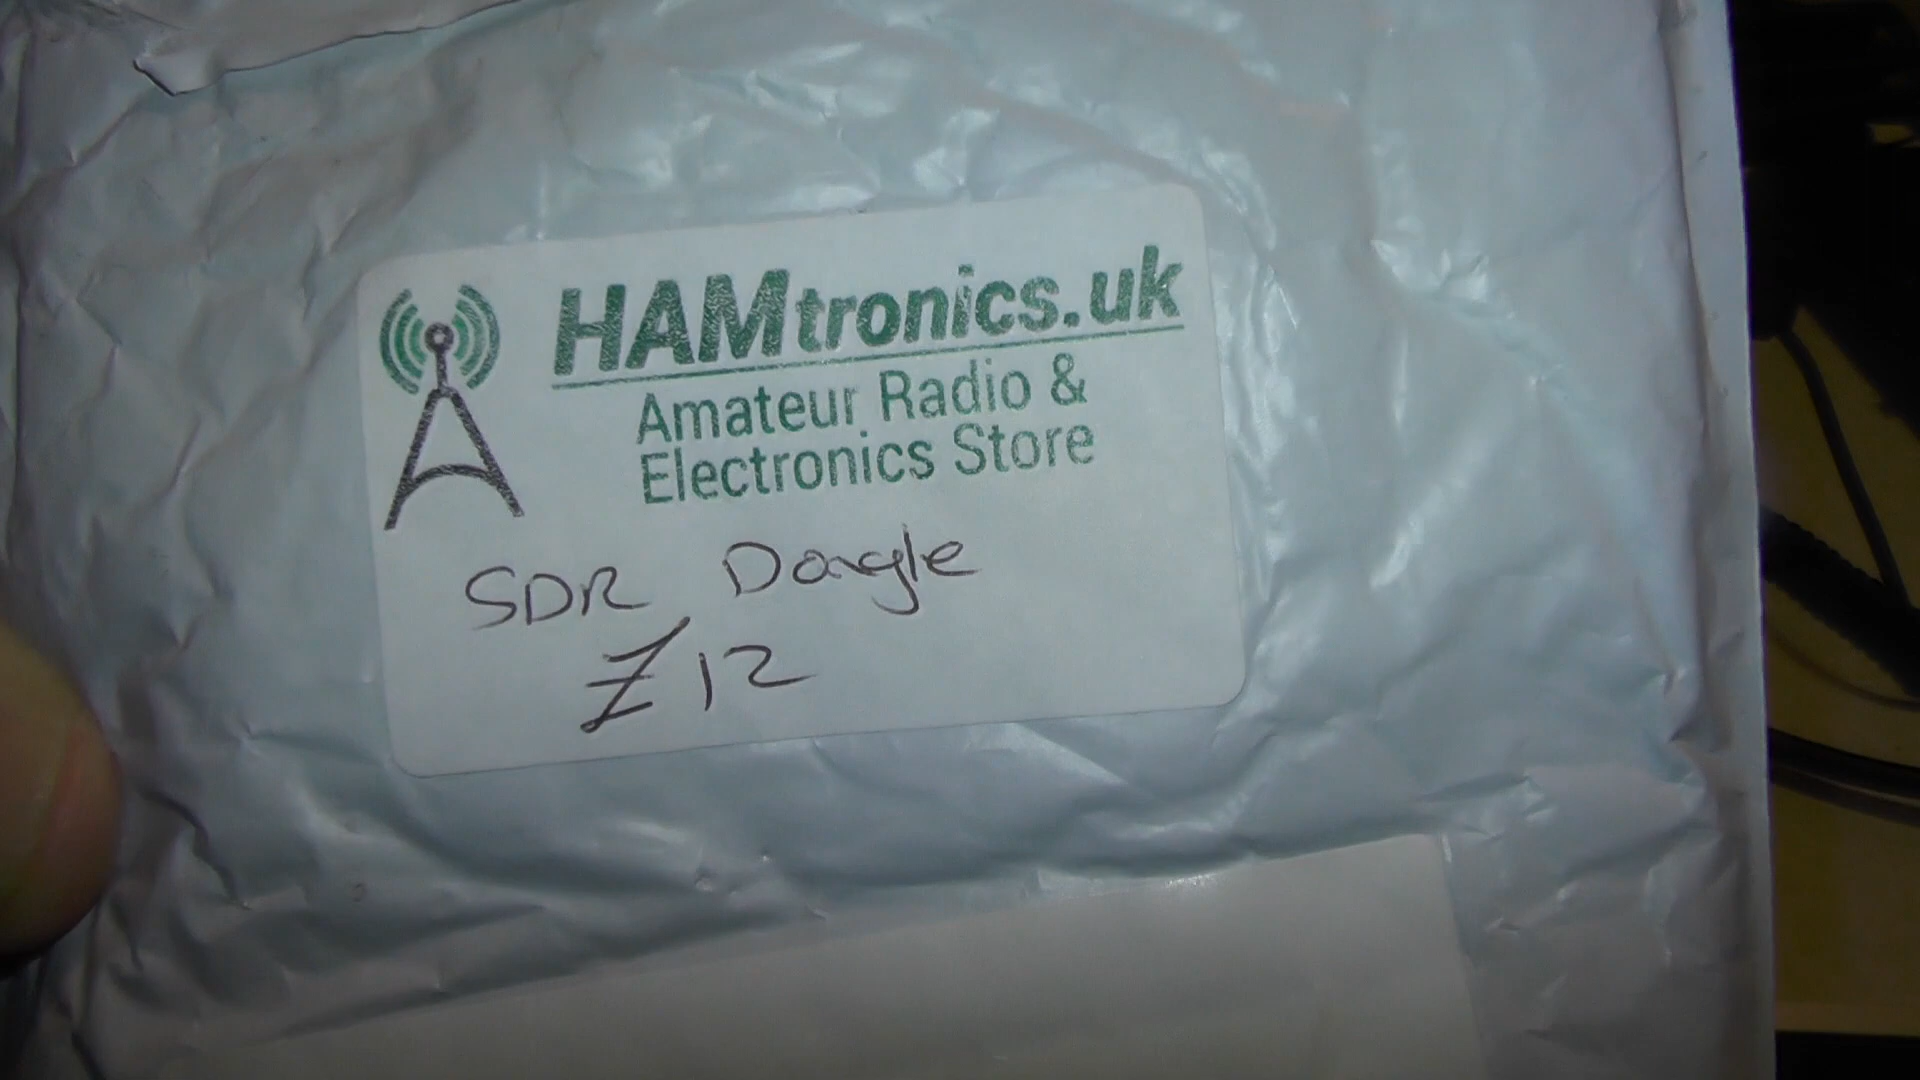 HAMtronics.uk
Amateur Radio &
Electronics Store
SDR Dongle
£12